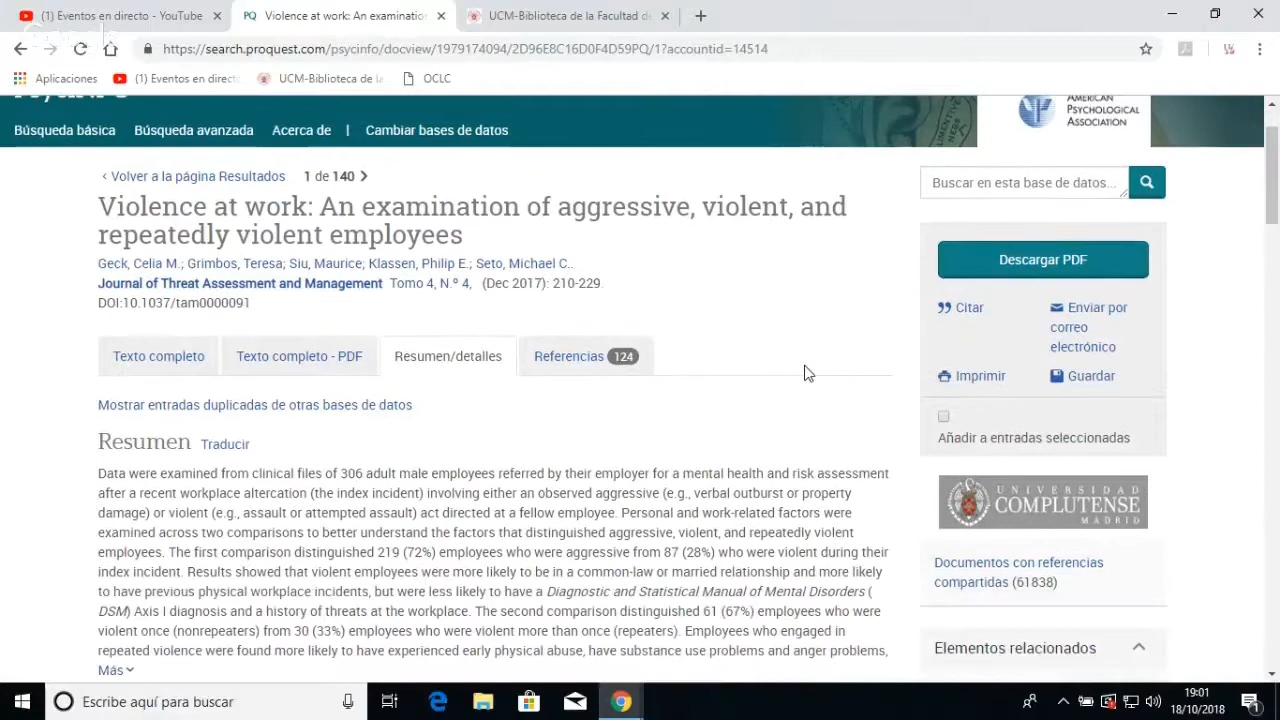 (1) Eventos en directo - YouTube
PQ Violence at work: An examinatio
UCM-Biblioteca de la Facultad de
https://search.proquest.com/psycinfo/docview/1979174094/2D96E8C16D0F4D59PQ/1?accountid=14514
Aplicaciones
(1) Eventos en direct
UCM-Biblioteca de la
OCLC
AMERICAN
PSYCHOLOGICAL
ASSOCIATION
Búsqueda básica Búsqueda avanzada Acerca de | Cambiar bases de datos
‹ Volver a la página Resultados 1 de 140
Buscar en esta base de datos...
Violence at work: An examination of aggressive, violent, and
repeatedly violent employees
Geck, Celia M.; Grimbos, Teresa; Siu, Maurice; Klassen, Philip E.; Seto, Michael C..
Journal of Threat Assessment and Management Tomo 4, N.º 4, (Dec 2017): 210-229.
DOI:10.1037/tam0000091
Descargar PDF
Citar
Enviar por
correo
electrónico
Imprimir
Guardar
Añadir a entradas seleccionadas
Texto completo
Texto completo - PDF
Resumen/detalles
Referencias 124
Mostrar entradas duplicadas de otras bases de datos
Resumen Traducir
Data were examined from clinical files of 306 adult male employees referred by their employer for a mental health and risk assessment
after a recent workplace altercation (the index incident) involving either an observed aggressive (e.g., verbal outburst or property
damage) or violent (e.g., assault or attempted assault) act directed at a fellow employee. Personal and work-related factors were
examined across two comparisons to better understand the factors that distinguished aggressive, violent, and repeatedly violent
employees. The first comparison distinguished 219 (72%) employees who were aggressive from 87 (28%) who were violent during their
index incident. Results showed that violent employees were more likely to be in a common-law or married relationship and more likely
to have previous physical workplace incidents, but were less likely to have a Diagnostic and Statistical Manual of Mental Disorders (
DSM) Axis I diagnosis and a history of threats at the workplace. The second comparison distinguished 61 (67%) employees who were
violent once (nonrepeaters) from 30 (33%) employees who were violent more than once (repeaters). Employees who engaged in
repeated violence were found more likely to have experienced early physical abuse, have substance use problems and anger problems,
Más
UNIVERSIDAD
COMPLUTENSE
MADRID
Documentos con referencias
compartidas (61838)
Elementos relacionados
Escribe aquí para buscar
19:01
18/10/2018
1